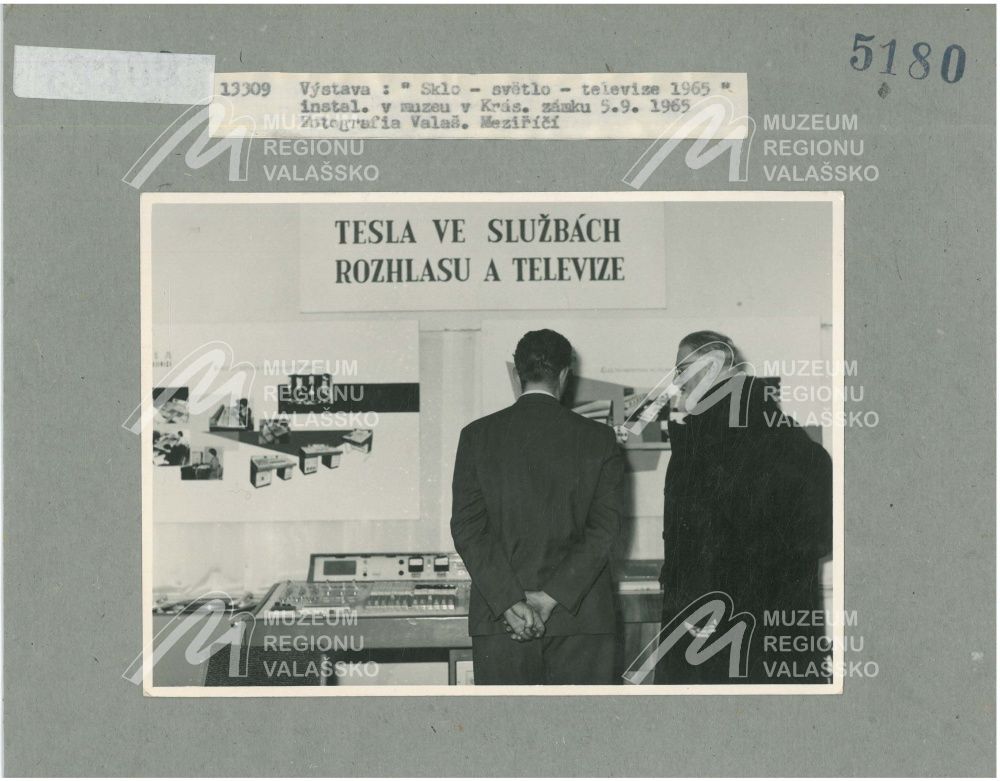 5180
13309 Výstava : " Sklo - světlo - televize 1965 "
instal. v muzeu v Krás. zámku 5.9. 1965
Fotografia Valaš. Meziříčí
MUZEUM
REGIONU
VALAŠSKO
MUZEUM
REGIONU
VALAŠSKO
TESLA VE SLUŽBÁCH
ROZHLASU A TELEVIZE
MUZEUM
REGIONU
VALAŠSKO
MUZEUM
REGIONU
VALAŠSKO
MUZEUM
REGIONU
VALAŠSKO
MUZEUM
REGIONU
VALAŠSKO